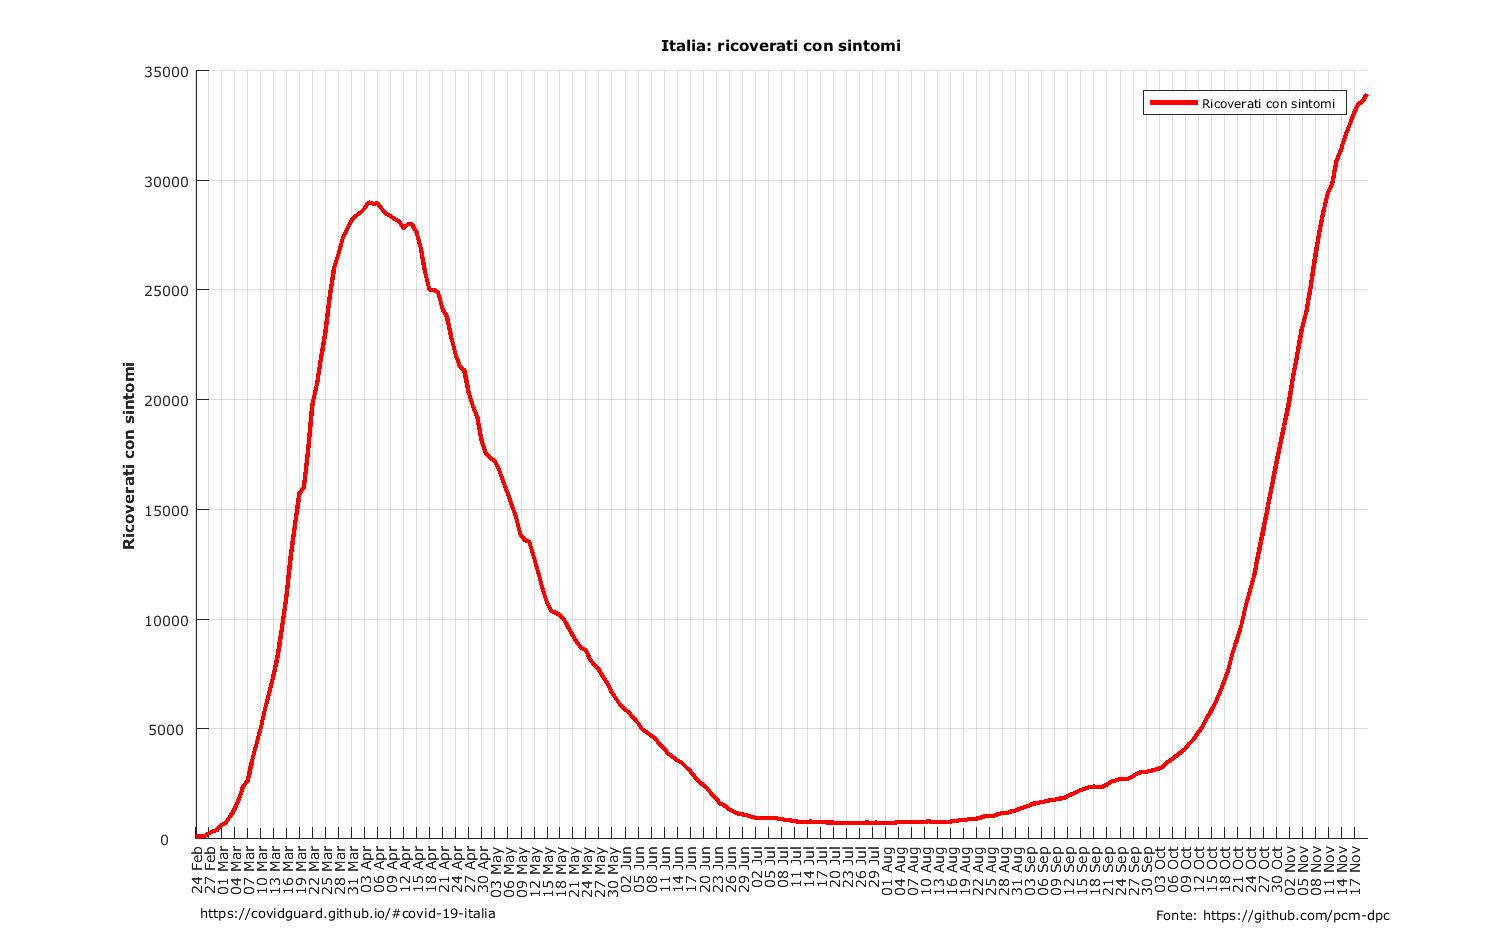 Italia: ricoverati con sintomi
Ricoverati con sintomi
Ricoverati con sintomi
35000
30000
25000
20000
15000
10000
5000
0
24 Feb
27 Feb
01 Mar
04 Mar
07 Mar
10 Mar
13 Mar
16 Mar
19 Mar
22 Mar
25 Mar
28 Mar
31 Mar
03 Apr
06 Apr
09 Apr
12 Apr
15 Apr
18 Apr
21 Apr
24 Apr
27 Apr
30 Apr
03 May
06 May
09 May
12 May
15 May
18 May
21 May
24 May
27 May
30 May
02 Jun
05 Jun
08 Jun
11 Jun
14 Jun
17 Jun
20 Jun
23 Jun
26 Jun
29 Jun
02 Jul
05 Jul
08 Jul
11 Jul
14 Jul
17 Jul
20 Jul
23 Jul
26 Jul
29 Jul
01 Aug
04 Aug
07 Aug
10 Aug
13 Aug
16 Aug
19 Aug
22 Aug
25 Aug
28 Aug
31 Aug
03 Sep
06 Sep
09 Sep
12 Sep
15 Sep
18 Sep
21 Sep
24 Sep
27 Sep
30 Sep
03 Oct
06 Oct
09 Oct
12 Oct
15 Oct
18 Oct
21 Oct
24 Oct
27 Oct
30 Oct
02 Nov
05 Nov
08 Nov
11 Nov
14 Nov
17 Nov
https://covidguard.github.io/#covid-19-italia
Fonte: https://github.com/pcm-dpc